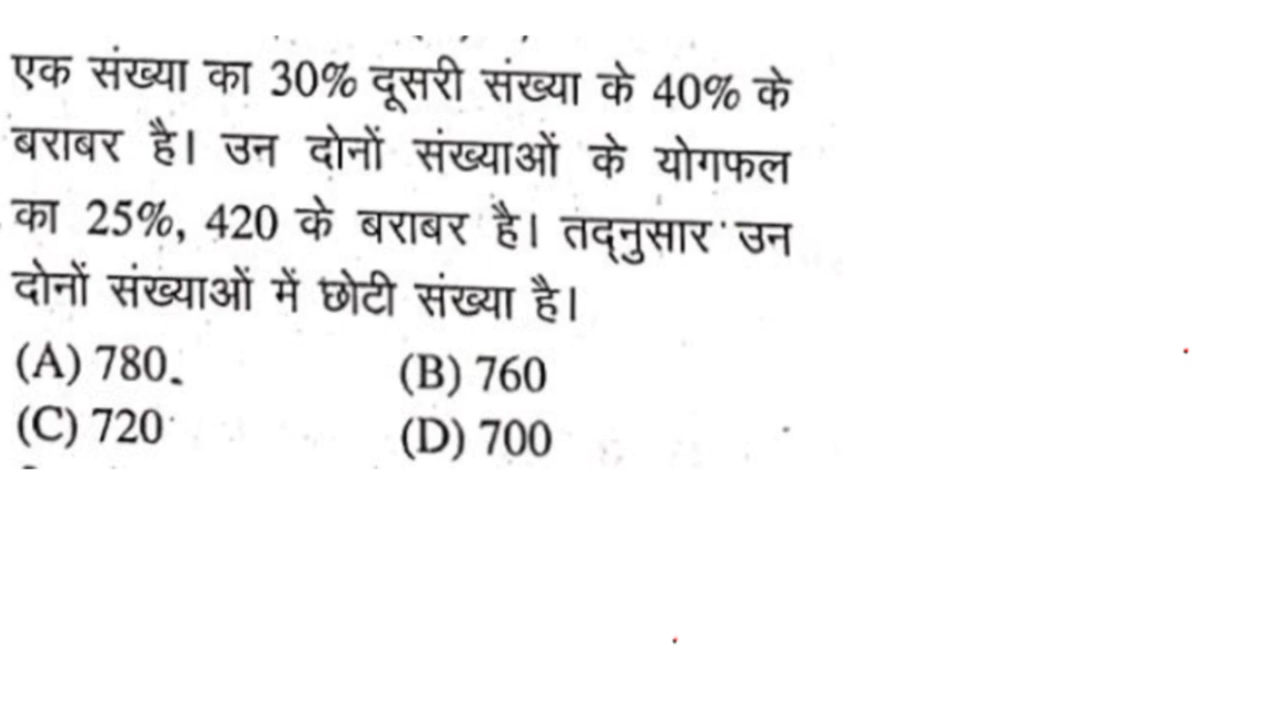 एक संख्या का 30% दूसरी संख्या के 40% के
बराबर है। उन दोनों संख्याओं के योगफल
का 25%, 420 के बराबर है। तद्नुसार उन
दोनों संख्याओं में छोटी संख्या है।
(A) 780. (B) 760
(C) 720 (D) 700